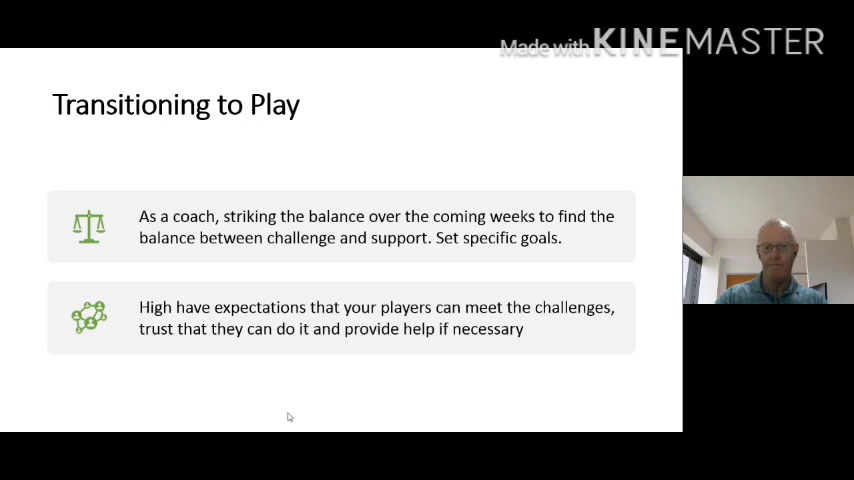 Made with KINEMASTER
Transitioning to Play
As a coach, striking the balance over the coming weeks to find the
balance between challenge and support. Set specific goals.
High have expectations that your players can meet the challenges,
trust that they can do it and provide help if necessary